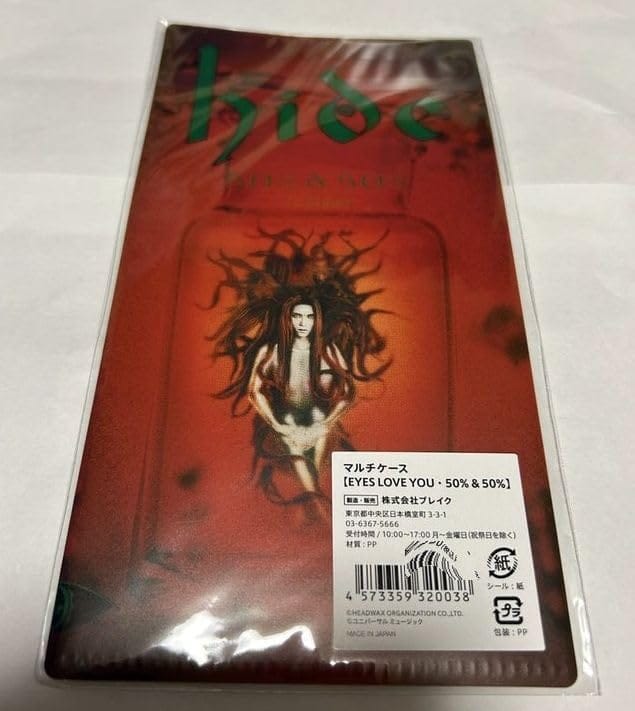 hide
マルチケース
【EYES LOVE YOU・50% & 50%】
製造・販売 株式会社ブレイク
東京都中央区日本橋室町 3-3-1
03-6367-5666
受付時間 / 10:00〜17:00 月〜金曜日(祝祭日を除く)
材質 : PP
紙
シール : 紙
4 573359 320038
プラ
包装 : PP
©HEADWAX ORGANIZATION CO.,LTD.
©ユニバーサル ミュージック
MADE IN JAPAN